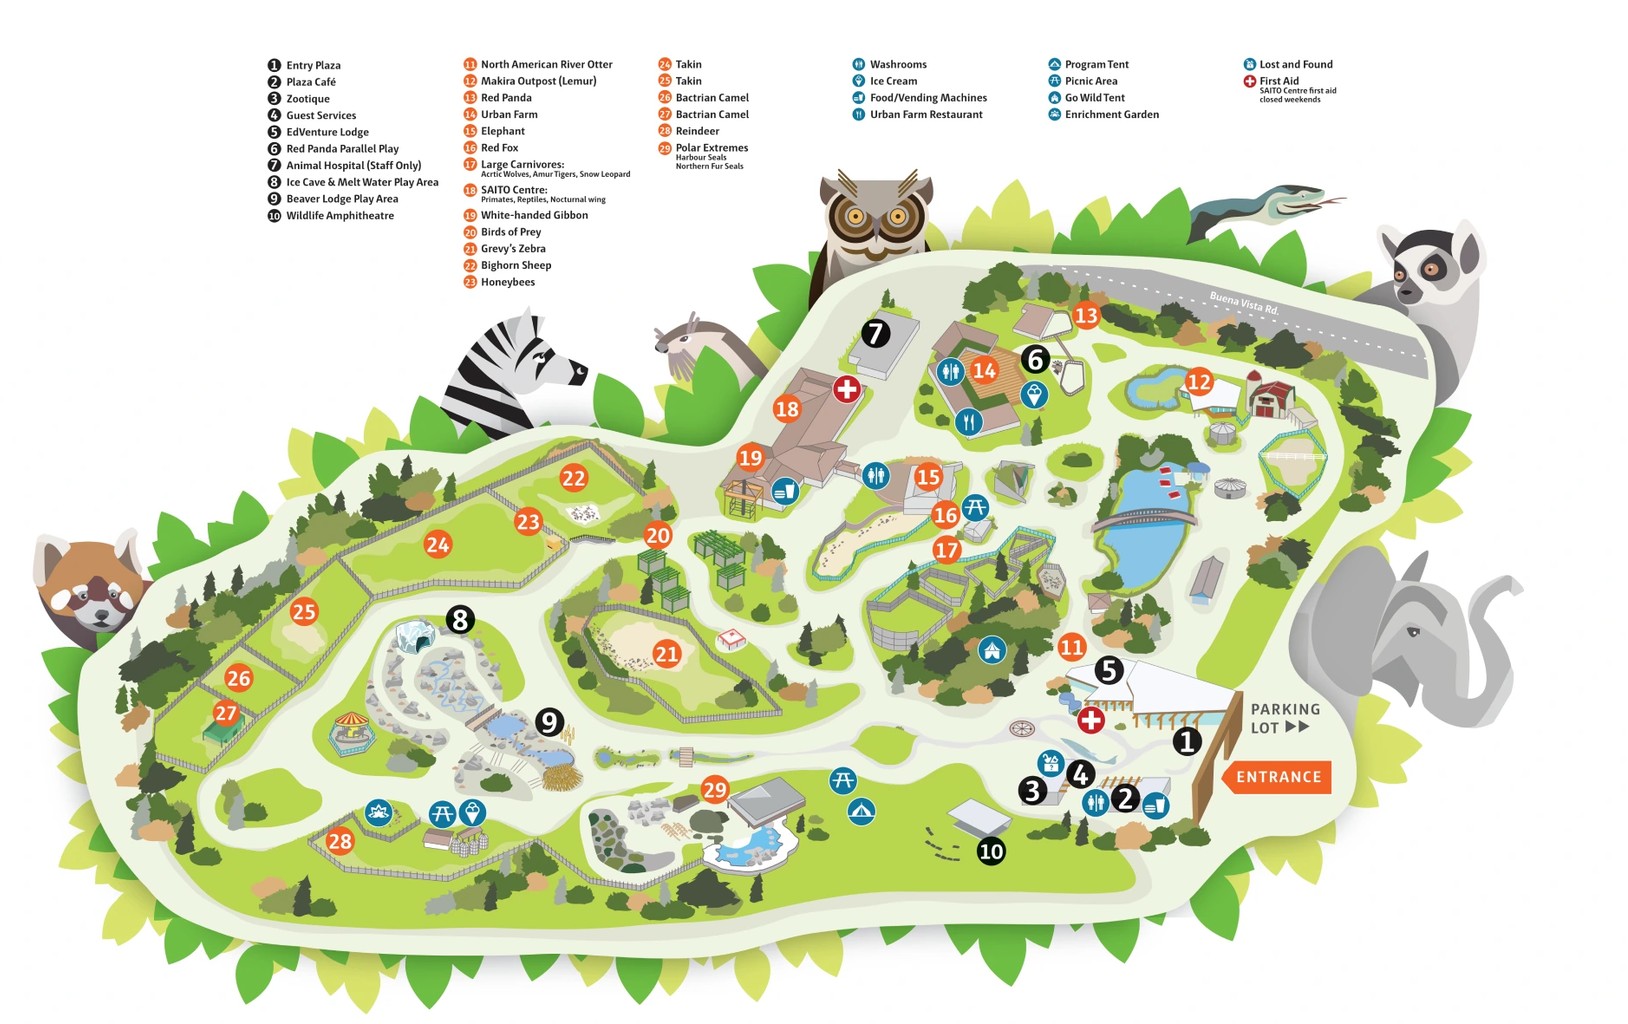 1 Entry Plaza
2 Plaza Café
3 Zootique
4 Guest Services
5 EdVenture Lodge
6 Red Panda Parallel Play
7 Animal Hospital (Staff Only)
8 Ice Cave & Melt Water Play Area
9 Beaver Lodge Play Area
10 Wildlife Amphitheatre
11 North American River Otter
12 Makira Outpost (Lemur)
13 Red Panda
14 Urban Farm
15 Elephant
16 Red Fox
17 Large Carnivores:
Acrtic Wolves, Amur Tigers, Snow Leopard
18 SAITO Centre:
Primates, Reptiles, Nocturnal wing
19 White-handed Gibbon
20 Birds of Prey
21 Grevy's Zebra
22 Bighorn Sheep
23 Honeybees
24 Takin
25 Takin
26 Bactrian Camel
27 Bactrian Camel
28 Reindeer
29 Polar Extremes
Harbour Seals
Northern Fur Seals
Washrooms
Ice Cream
Food/Vending Machines
Urban Farm Restaurant
Program Tent
Picnic Area
Go Wild Tent
Enrichment Garden
Lost and Found
First Aid
SAITO Centre first aid
closed weekends
Buena Vista Rd.
13
7
6
14
12
18
19
22
15
23
16
20
24
17
25
8
11
21
5
26
27
9
PARKING
LOT
1
4
ENTRANCE
29
3
2
28
10